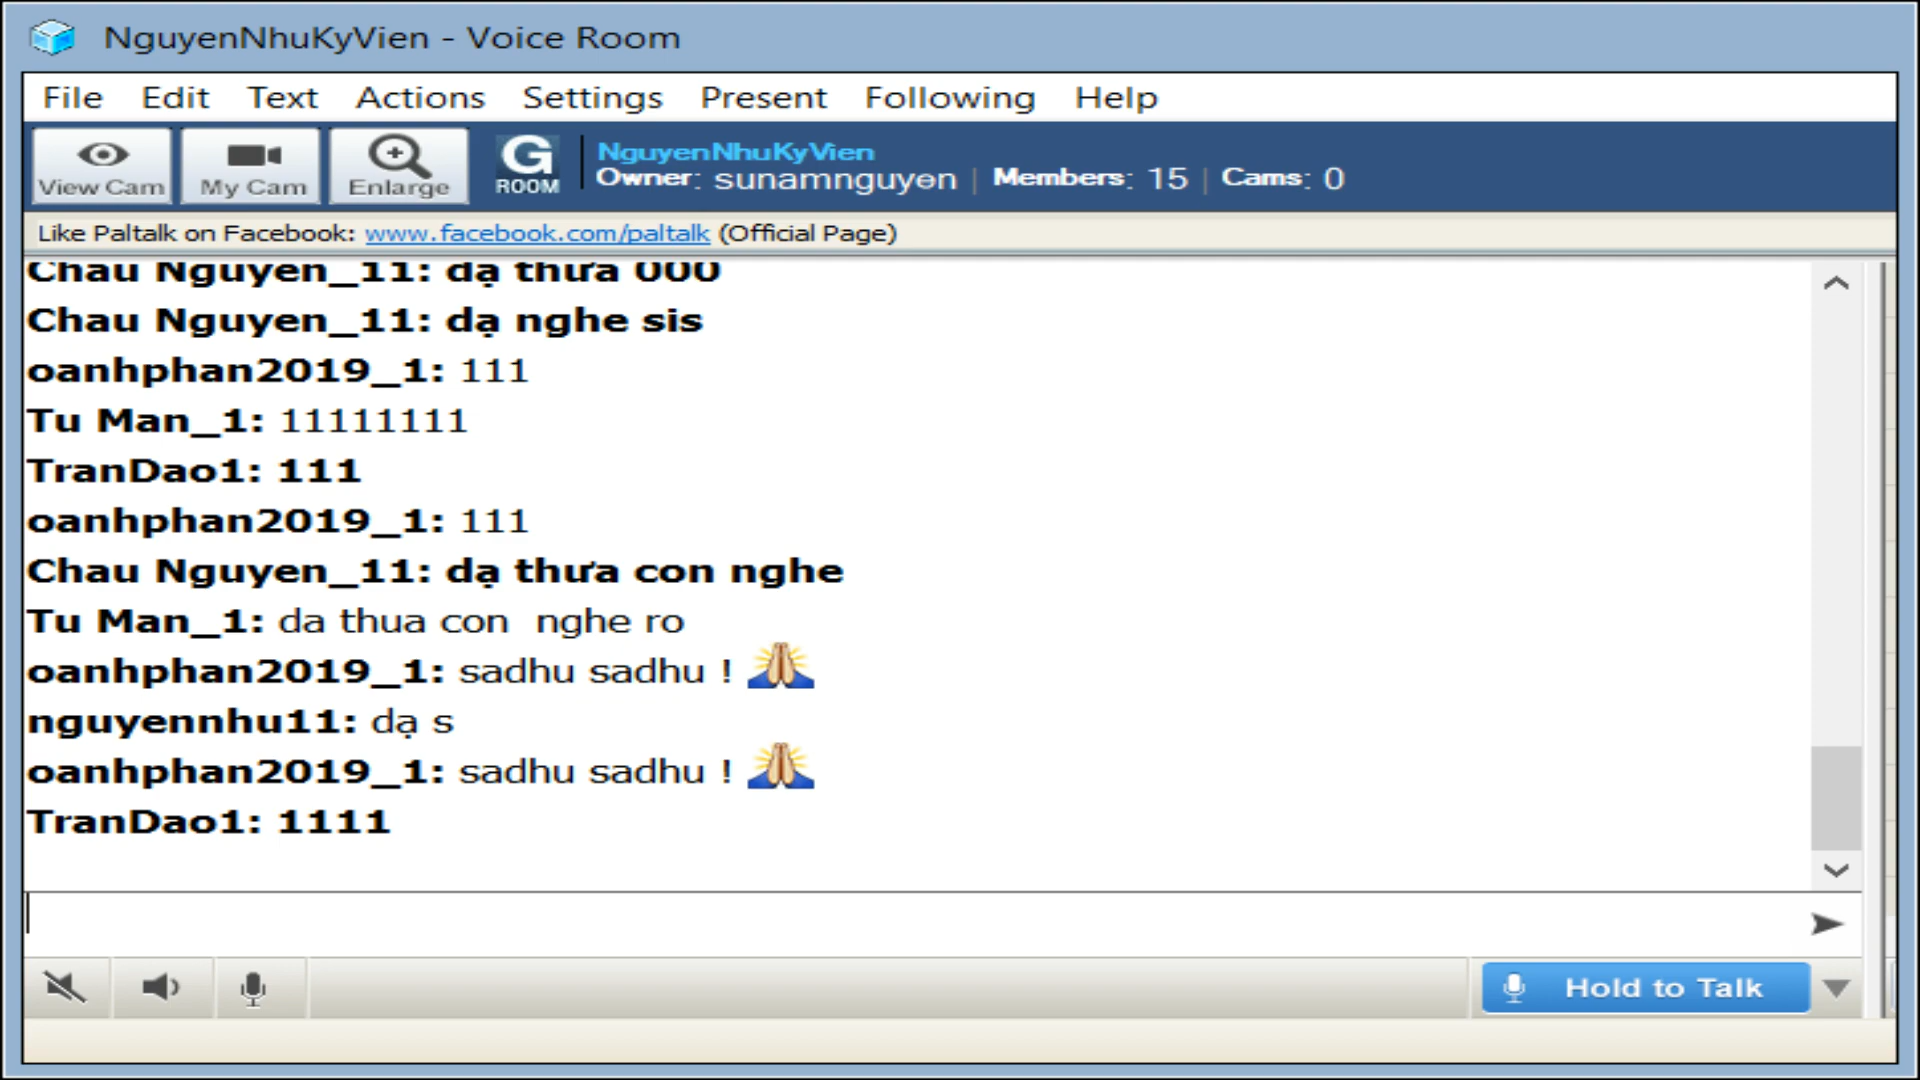 NguyenNhuKyVien - Voice Room
File Edit Text Actions Settings Present Following Help
View Cam My Cam Enlarge G ROOM
NguyenNhuKyVien
Owner: sunamnguyen | Members: 15 | Cams: 0
Like Paltalk on Facebook: www.facebook.com/paltalk (Official Page)
Chau Nguyen_11: dạ thưa 000
Chau Nguyen_11: dạ nghe sis
oanhphan2019_1: 111
Tu Man_1: 11111111
TranDao1: 111
oanhphan2019_1: 111
Chau Nguyen_11: dạ thưa con nghe
Tu Man_1: da thua con  nghe ro
oanhphan2019_1: sadhu sadhu ! 🙏
nguyennhu11: dạ s
oanhphan2019_1: sadhu sadhu ! 🙏
TranDao1: 1111
Hold to Talk